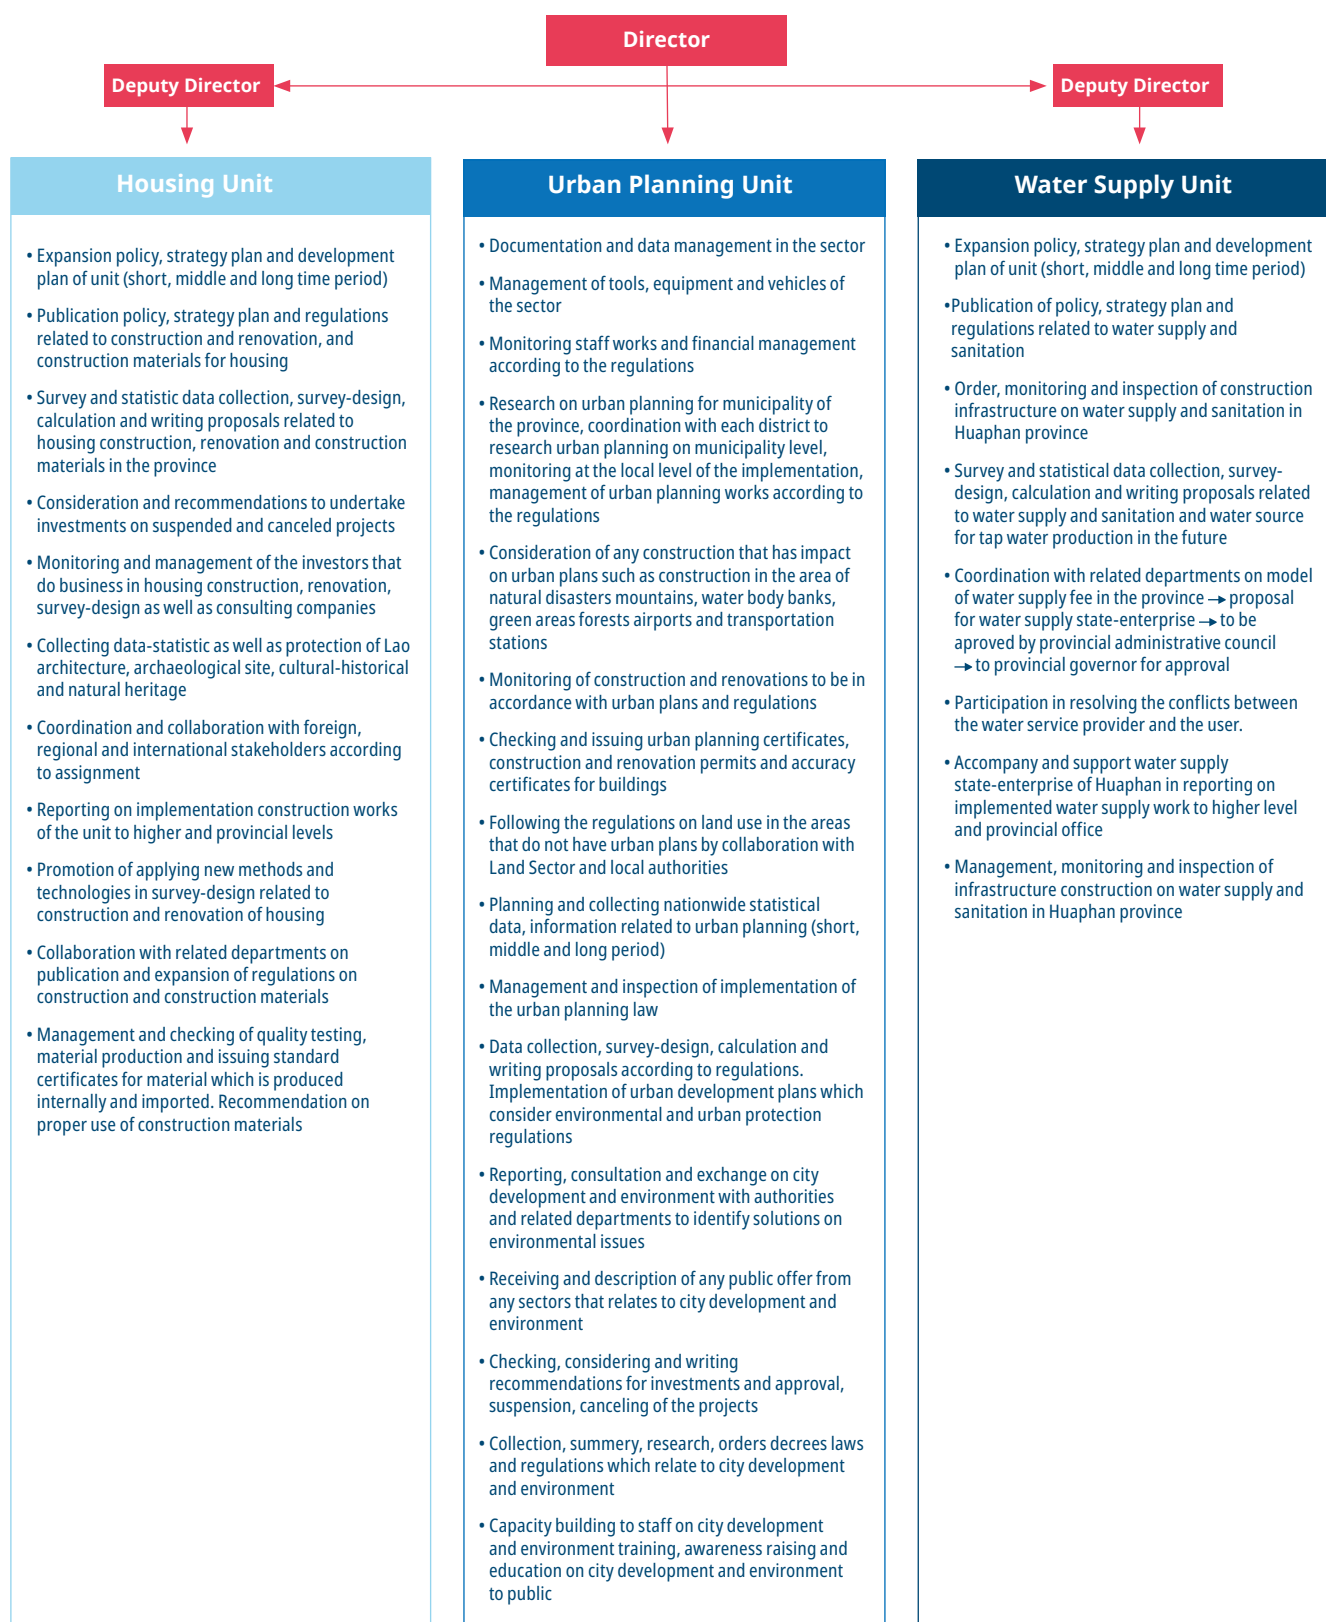 Director
Deputy Director
Deputy Director
Housing Unit
• Expansion policy, strategy plan and development
plan of unit (short, middle and long time period)
• Publication policy, strategy plan and regulations
related to construction and renovation, and
construction materials for housing
• Survey and statistic data collection, survey-design,
calculation and writing proposals related to
housing construction, renovation and construction
materials in the province
• Consideration and recommendations to undertake
investments on suspended and canceled projects
• Monitoring and management of the investors that
do business in housing construction, renovation,
survey-design as well as consulting companies
• Collecting data-statistic as well as protection of Lao
architecture, archaeological site, cultural-historical
and natural heritage
• Coordination and collaboration with foreign,
regional and international stakeholders according
to assignment
• Reporting on implementation construction works
of the unit to higher and provincial levels
• Promotion of applying new methods and
technologies in survey-design related to
construction and renovation of housing
• Collaboration with related departments on
publication and expansion of regulations on
construction and construction materials
• Management and checking of quality testing,
material production and issuing standard
certificates for material which is produced
internally and imported. Recommendation on
proper use of construction materials
Urban Planning Unit
• Documentation and data management in the sector
• Management of tools, equipment and vehicles of
the sector
• Monitoring staff works and financial management
according to the regulations
• Research on urban planning for municipality of
the province, coordination with each district to
research urban planning on municipality level,
monitoring at the local level of the implementation,
management of urban planning works according to
the regulations
• Consideration of any construction that has impact
on urban plans such as construction in the area of
natural disasters mountains, water body banks,
green areas forests airports and transportation
stations
• Monitoring of construction and renovations to be in
accordance with urban plans and regulations
• Checking and issuing urban planning certificates,
construction and renovation permits and accuracy
certificates for buildings
• Following the regulations on land use in the areas
that do not have urban plans by collaboration with
Land Sector and local authorities
• Planning and collecting nationwide statistical
data, information related to urban planning (short,
middle and long period)
• Management and inspection of implementation of
the urban planning law
• Data collection, survey-design, calculation and
writing proposals according to regulations.
Implementation of urban development plans which
consider environmental and urban protection
regulations
• Reporting, consultation and exchange on city
development and environment with authorities
and related departments to identify solutions on
environmental issues
• Receiving and description of any public offer from
any sectors that relates to city development and
environment
• Checking, considering and writing
recommendations for investments and approval,
suspension, canceling of the projects
• Collection, summery, research, orders decrees laws
and regulations which relate to city development
and environment
• Capacity building to staff on city development
and environment training, awareness raising and
education on city development and environment
to public
Water Supply Unit
• Expansion policy, strategy plan and development
plan of unit (short, middle and long time period)
•Publication of policy, strategy plan and
regulations related to water supply and
sanitation
• Order, monitoring and inspection of construction
infrastructure on water supply and sanitation in
Huaphan province
• Survey and statistical data collection, survey-
design, calculation and writing proposals related
to water supply and sanitation and water source
for tap water production in the future
• Coordination with related departments on model
of water supply fee in the province → proposal
for water supply state-enterprise → to be
aproved by provincial administrative council
→ to provincial governor for approval
• Participation in resolving the conflicts between
the water service provider and the user.
• Accompany and support water supply
state-enterprise of Huaphan in reporting on
implemented water supply work to higher level
and provincial office
• Management, monitoring and inspection of
infrastructure construction on water supply and
sanitation in Huaphan province